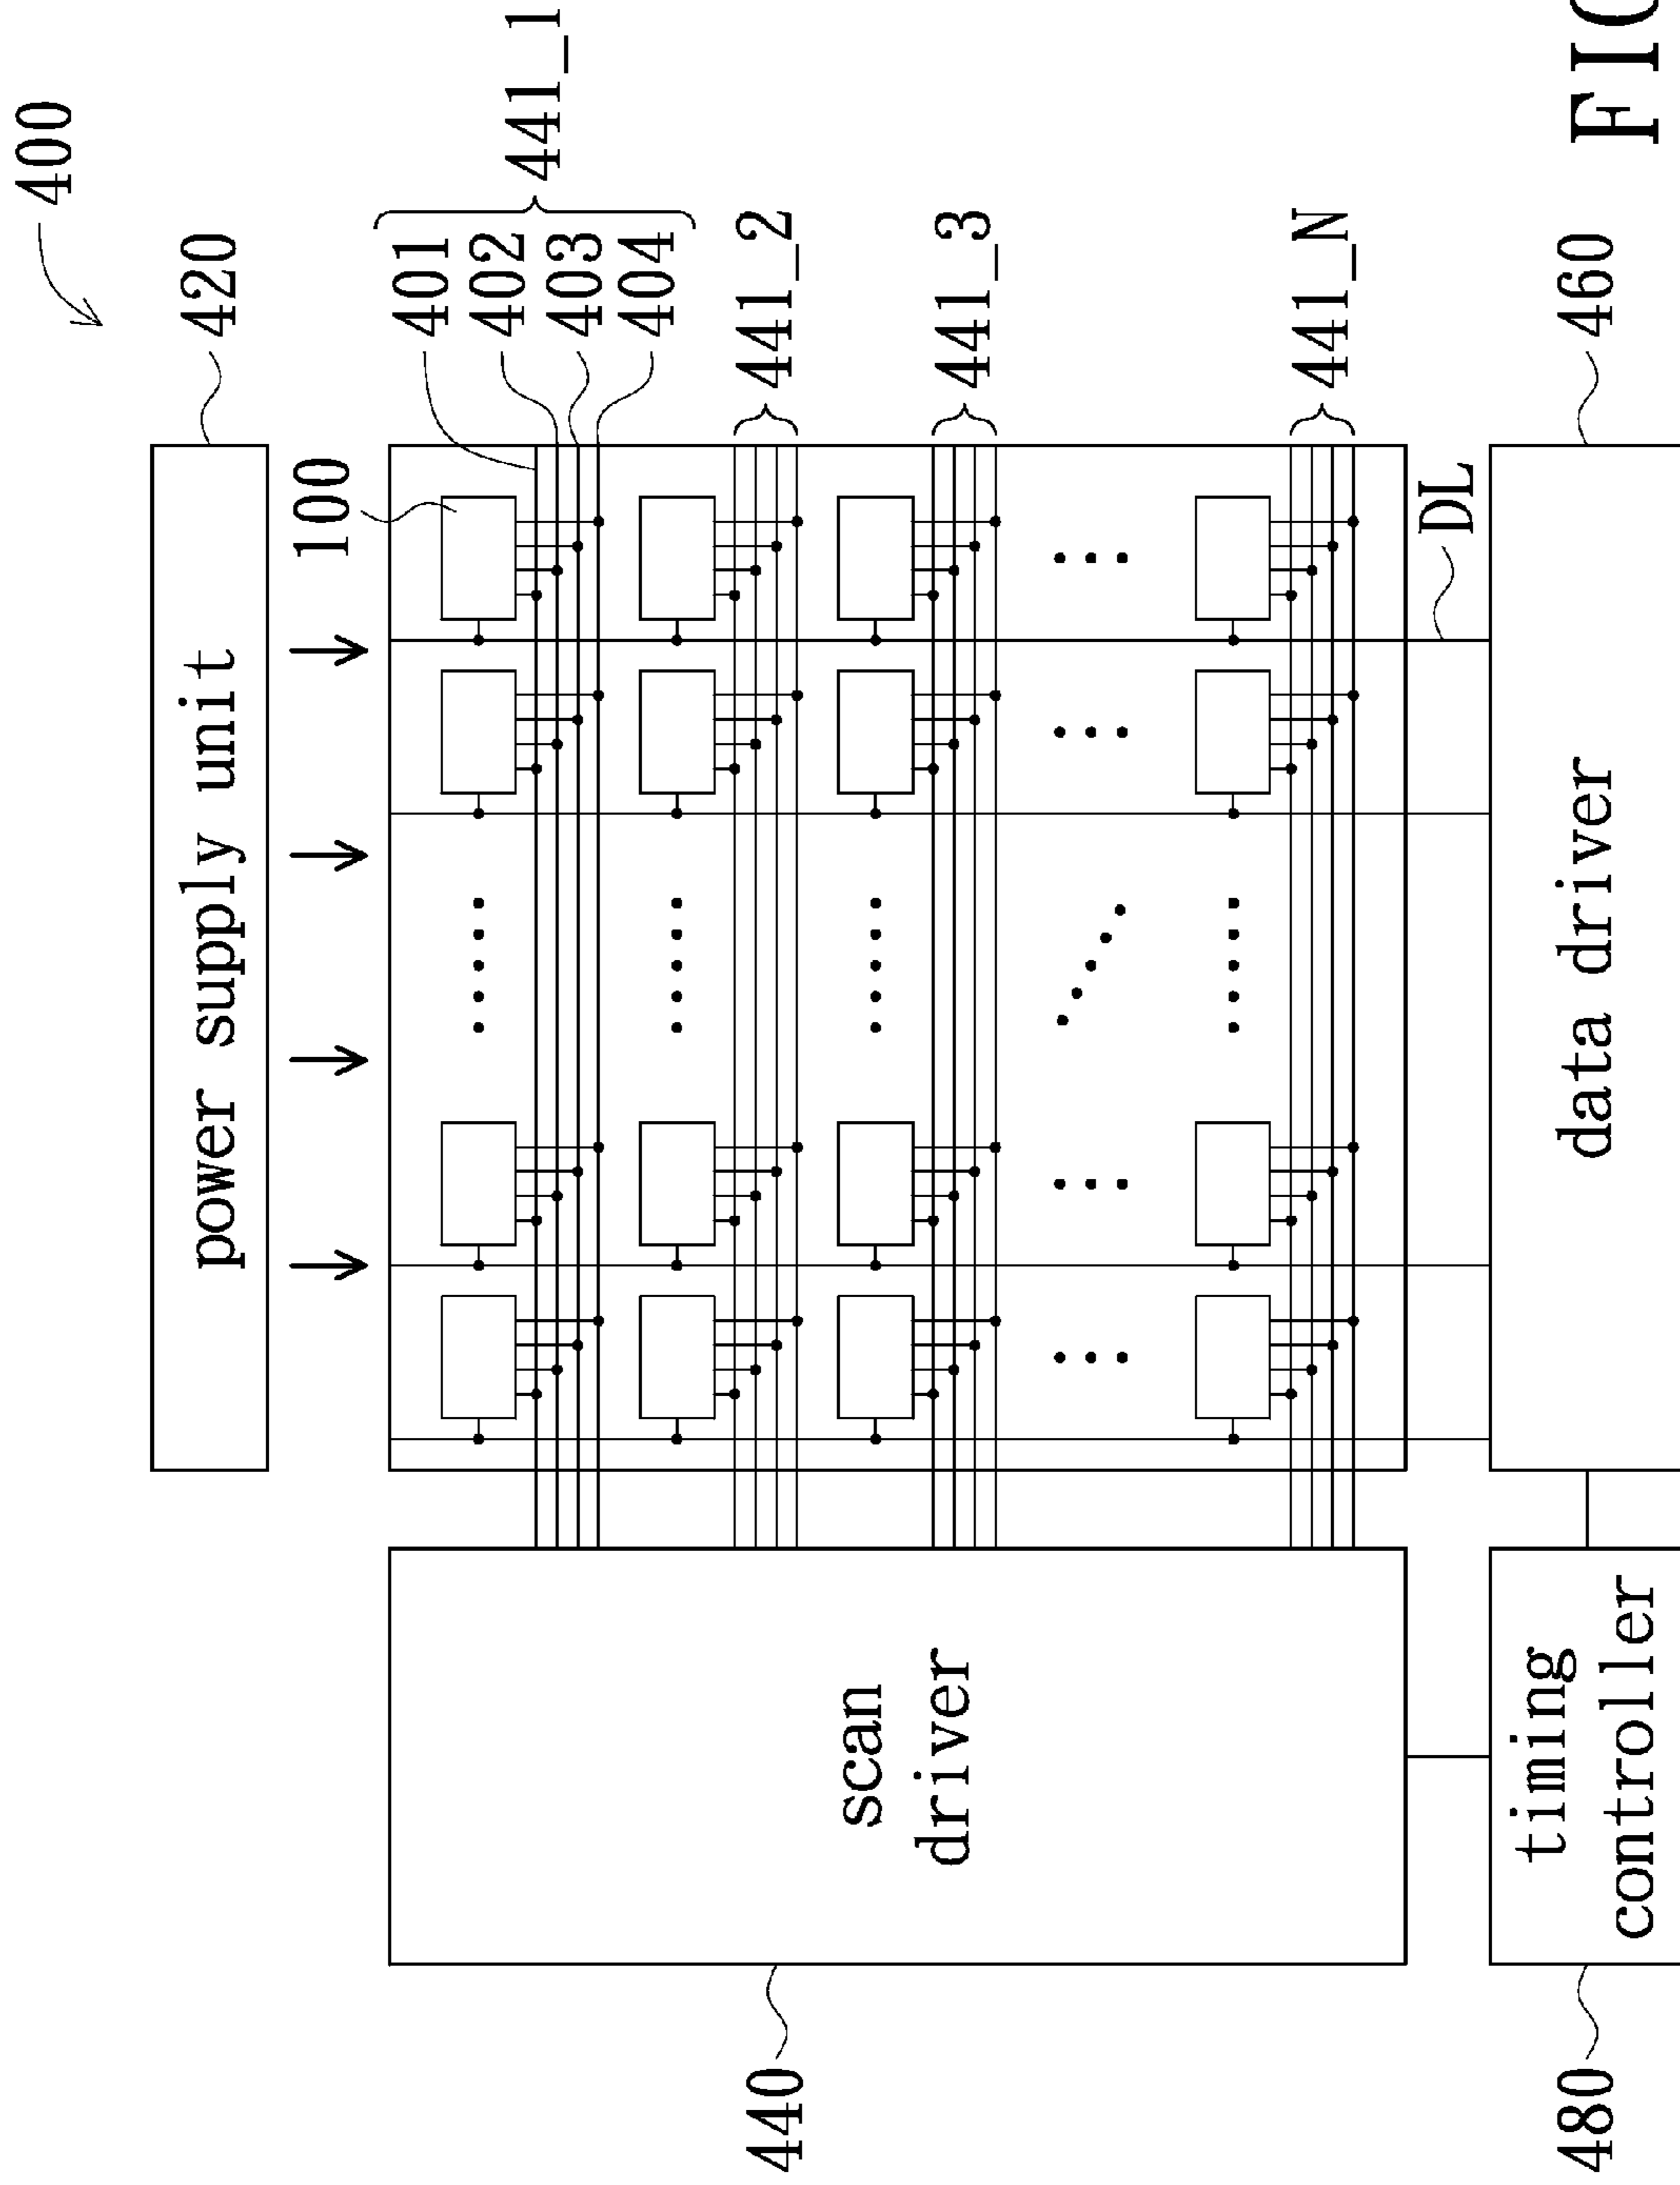 400
420
power supply unit
100
401
402
403
404
441_1
441_2
441_3
441_N
scan
driver
440
DL
460
data driver
timing
controller
480